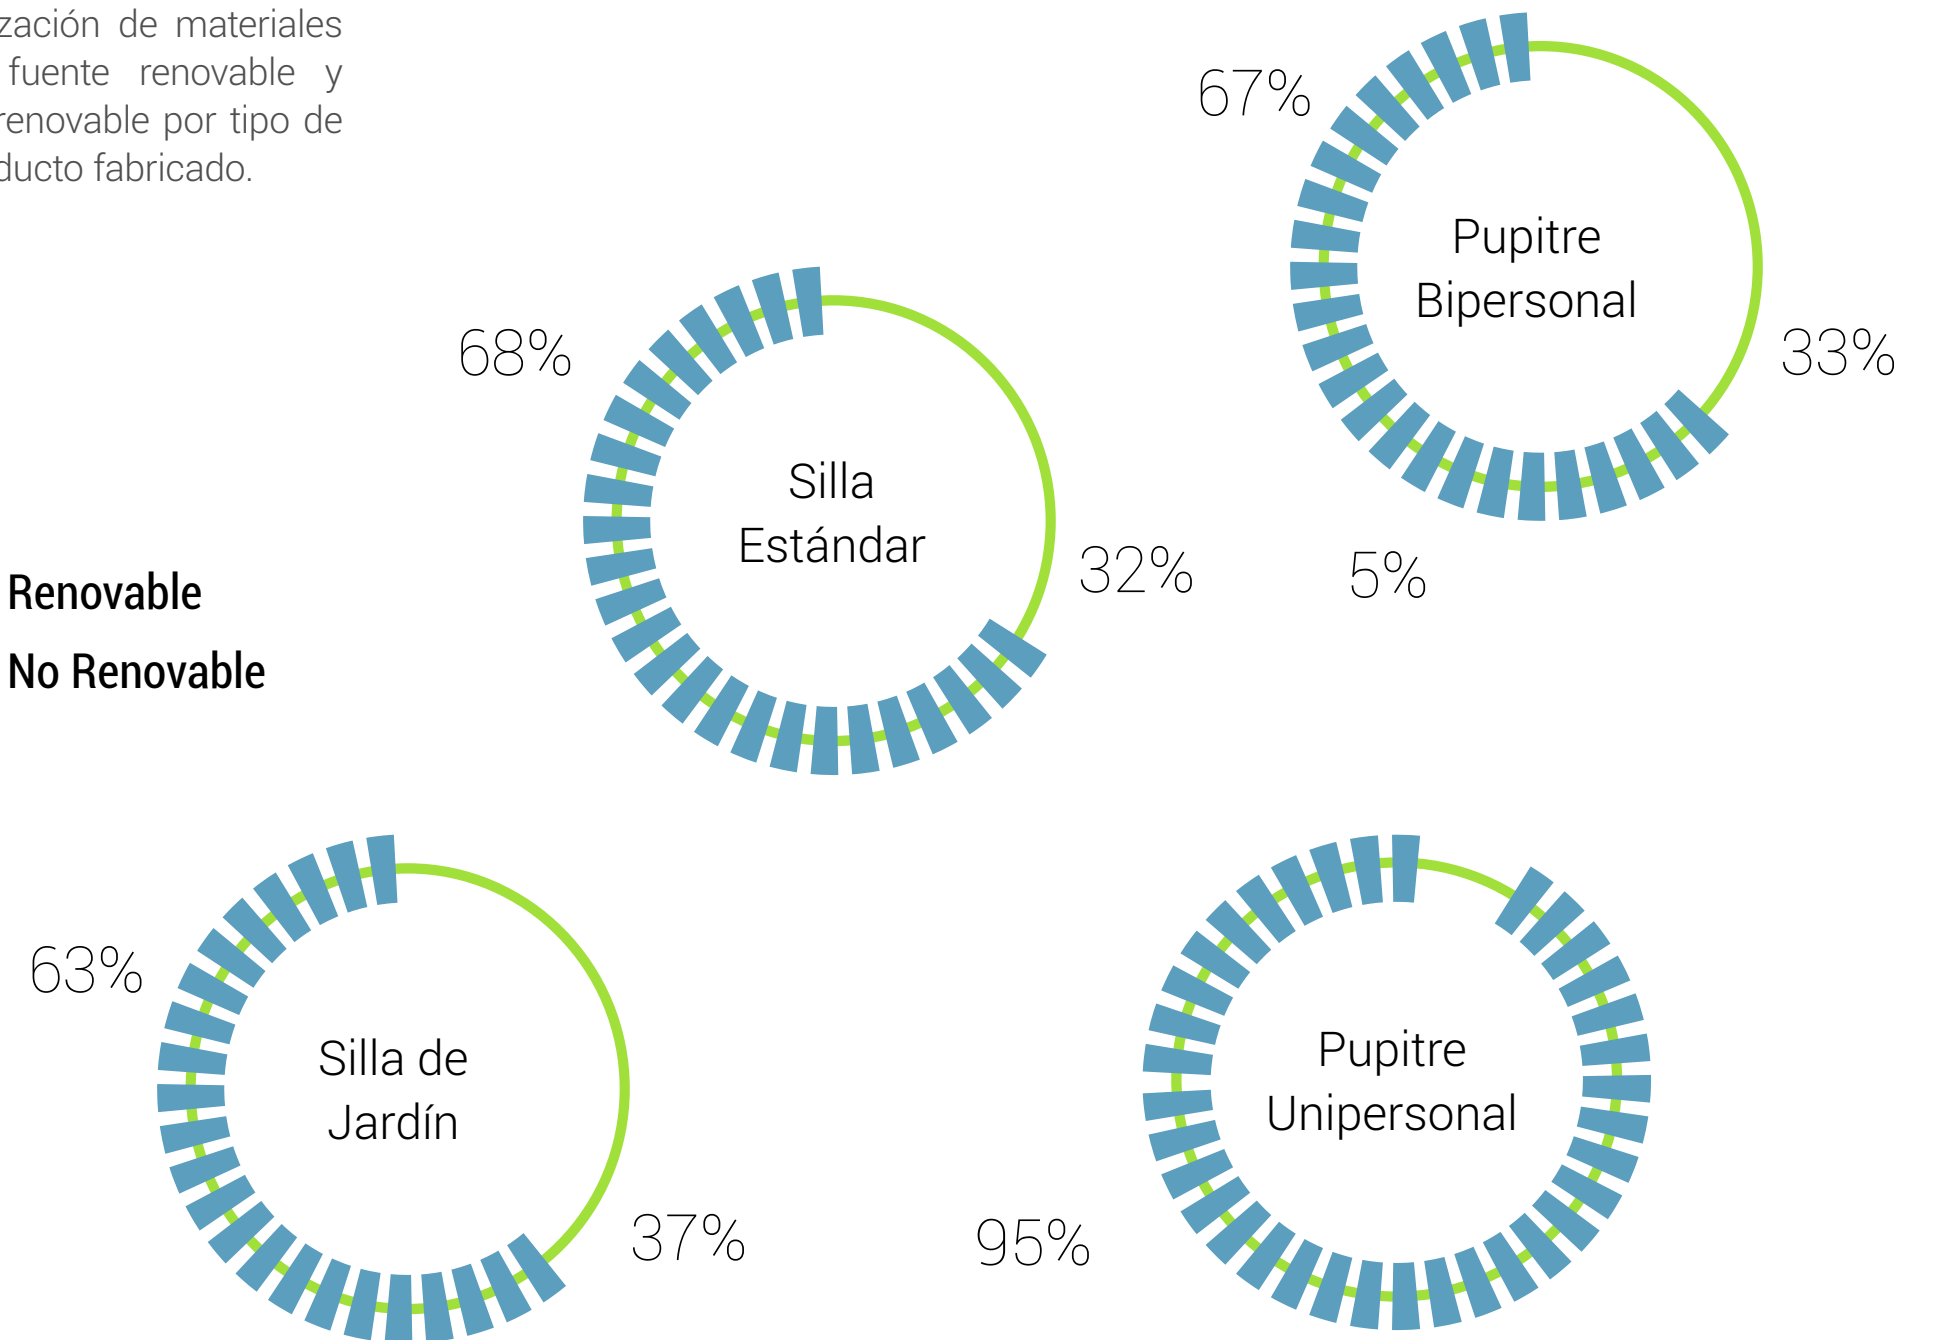 zación de materiales
fuente renovable y
renovable por tipo de
ducto fabricado.
67%
Pupitre
Bipersonal
33%
68%
Silla
Estándar
32%
5%
Renovable
No Renovable
63%
Silla de
Jardín
37%
Pupitre
Unipersonal
95%